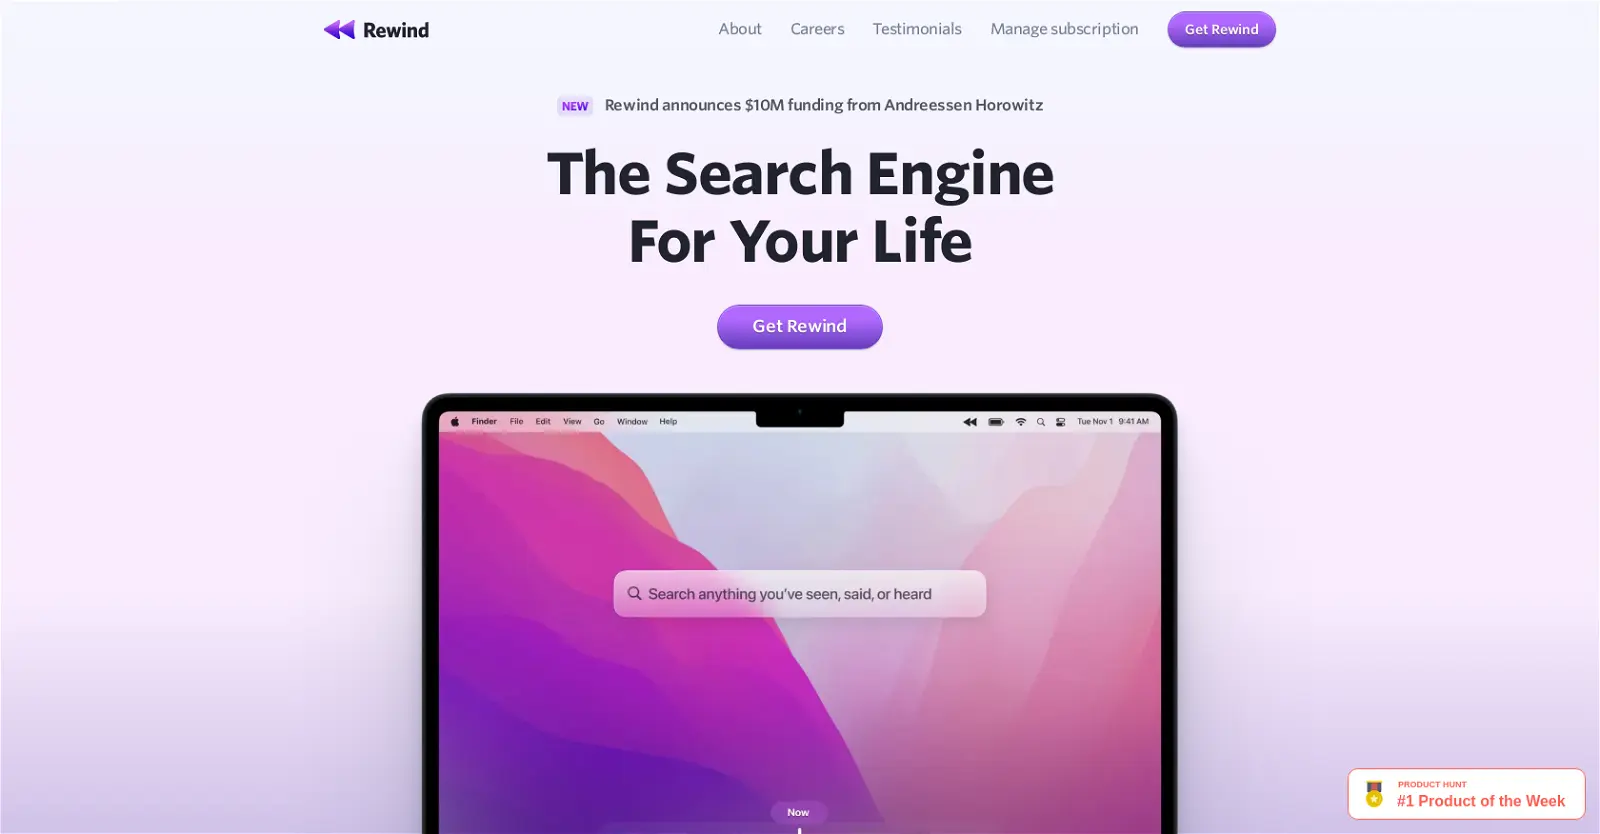 Rewind
About Careers Testimonials Manage subscription Get Rewind
NEW Rewind announces $10M funding from Andreessen Horowitz
The Search Engine
For Your Life
Get Rewind
Finder File Edit View Go Window Help Tue Nov 1 9:41 AM
Search anything you've seen, said, or heard
Now
PRODUCT HUNT
#1 Product of the Week